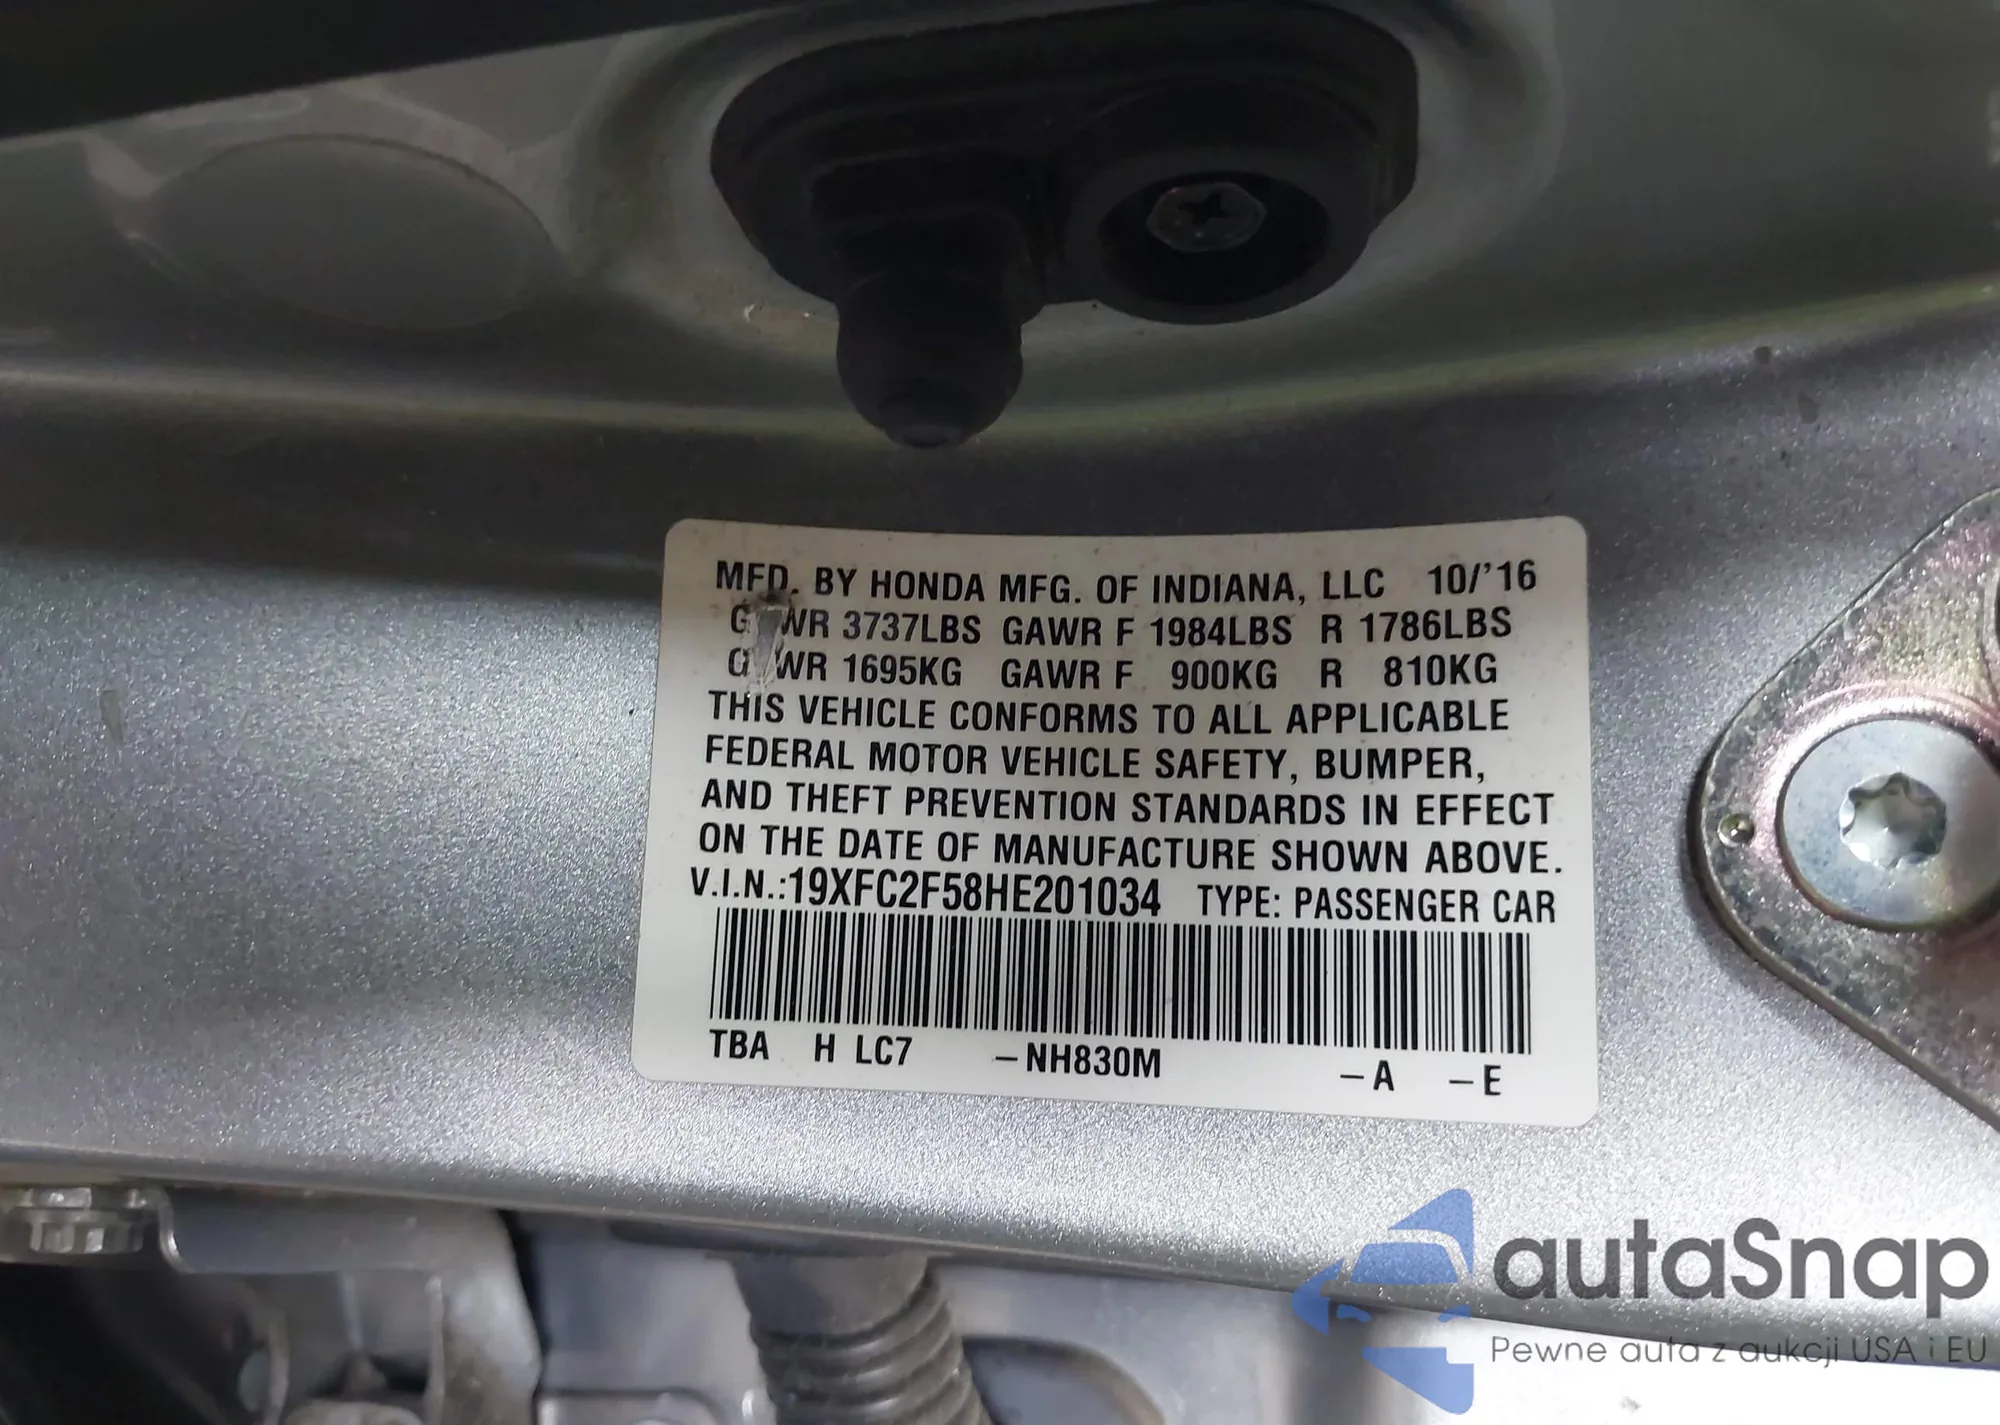 MFD. BY HONDA MFG. OF INDIANA, LLC 10/'16
3737LBS GAWR F 1984LBS R 1786LBS
1695KG GAWR F 900KG R 810KG
THIS VEHICLE CONFORMS TO ALL APPLICABLE
FEDERAL MOTOR VEHICLE SAFETY, BUMPER,
AND THEFT PREVENTION STANDARDS IN EFFECT
ON THE DATE OF MANUFACTURE SHOWN ABOVE.
V.I.N.:19XFC2F58HE201034 TYPE: PASSENGER CAR
TBA H LC7 –NH830M –A –E
autaSnap
Pewne auta z aukcji USA i EU